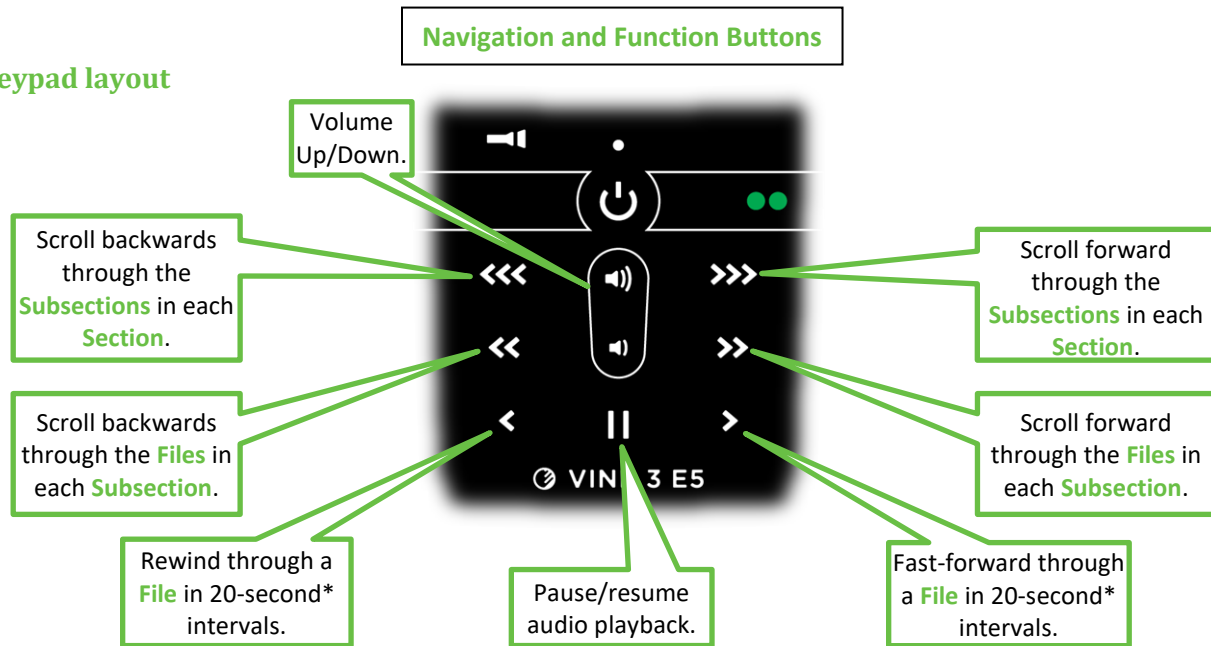 Navigation and Function Buttons
eypad layout
Volume
Up/Down.
Scroll backwards
through the
Subsections in each
Section.
Scroll forward
through the
Subsections in each
Section.
<<<
>>>
<<
>>
Scroll backwards
through the Files in
each Subsection.
Scroll forward
through the Files in
each Subsection.
<
>
VIN 3 E5
Rewind through a
File in 20-second*
intervals.
Pause/resume
audio playback.
Fast-forward through
a File in 20-second*
intervals.